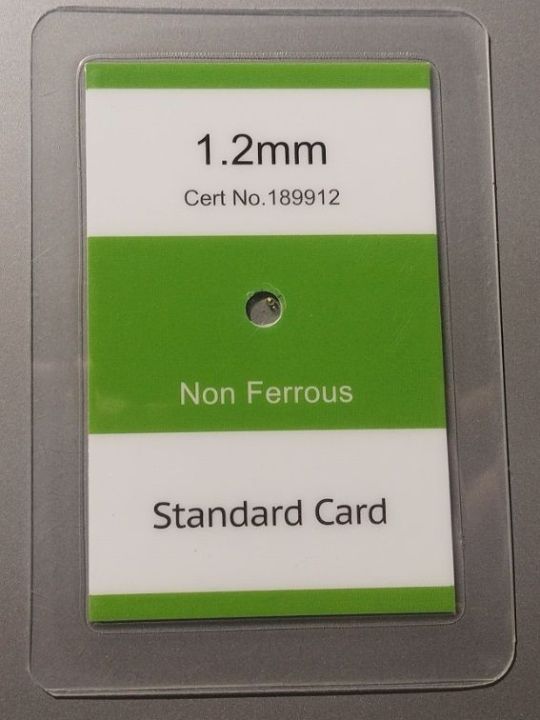 1.2mm
Cert No.189912
Non Ferrous
Standard Card